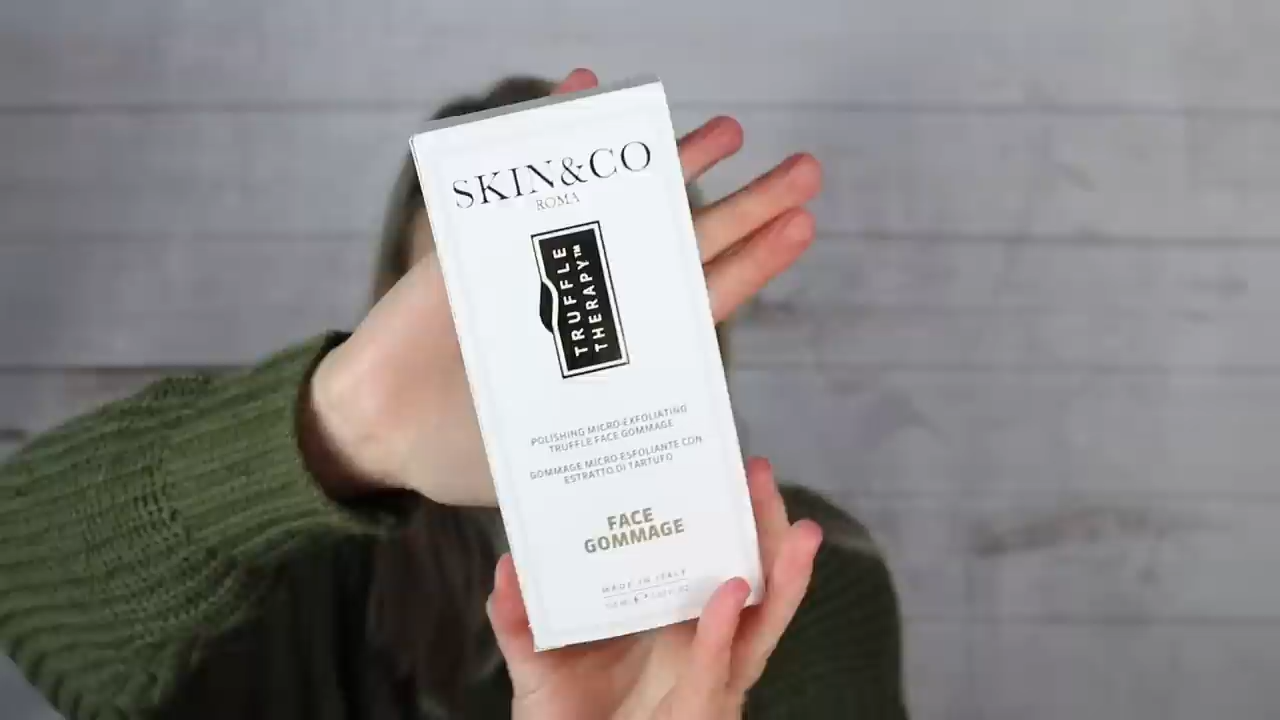 SKIN&CO
ROMA
TRUFFLE
THERAPY™
POLISHING MICRO-EXFOLIATING
TRUFFLE FACE GOMMAGE
GOMMAGE MICRO-ESFOLIANTE CON
ESTRATTO DI TARTUFO
FACE
GOMMAGE
MADE IN ITALY